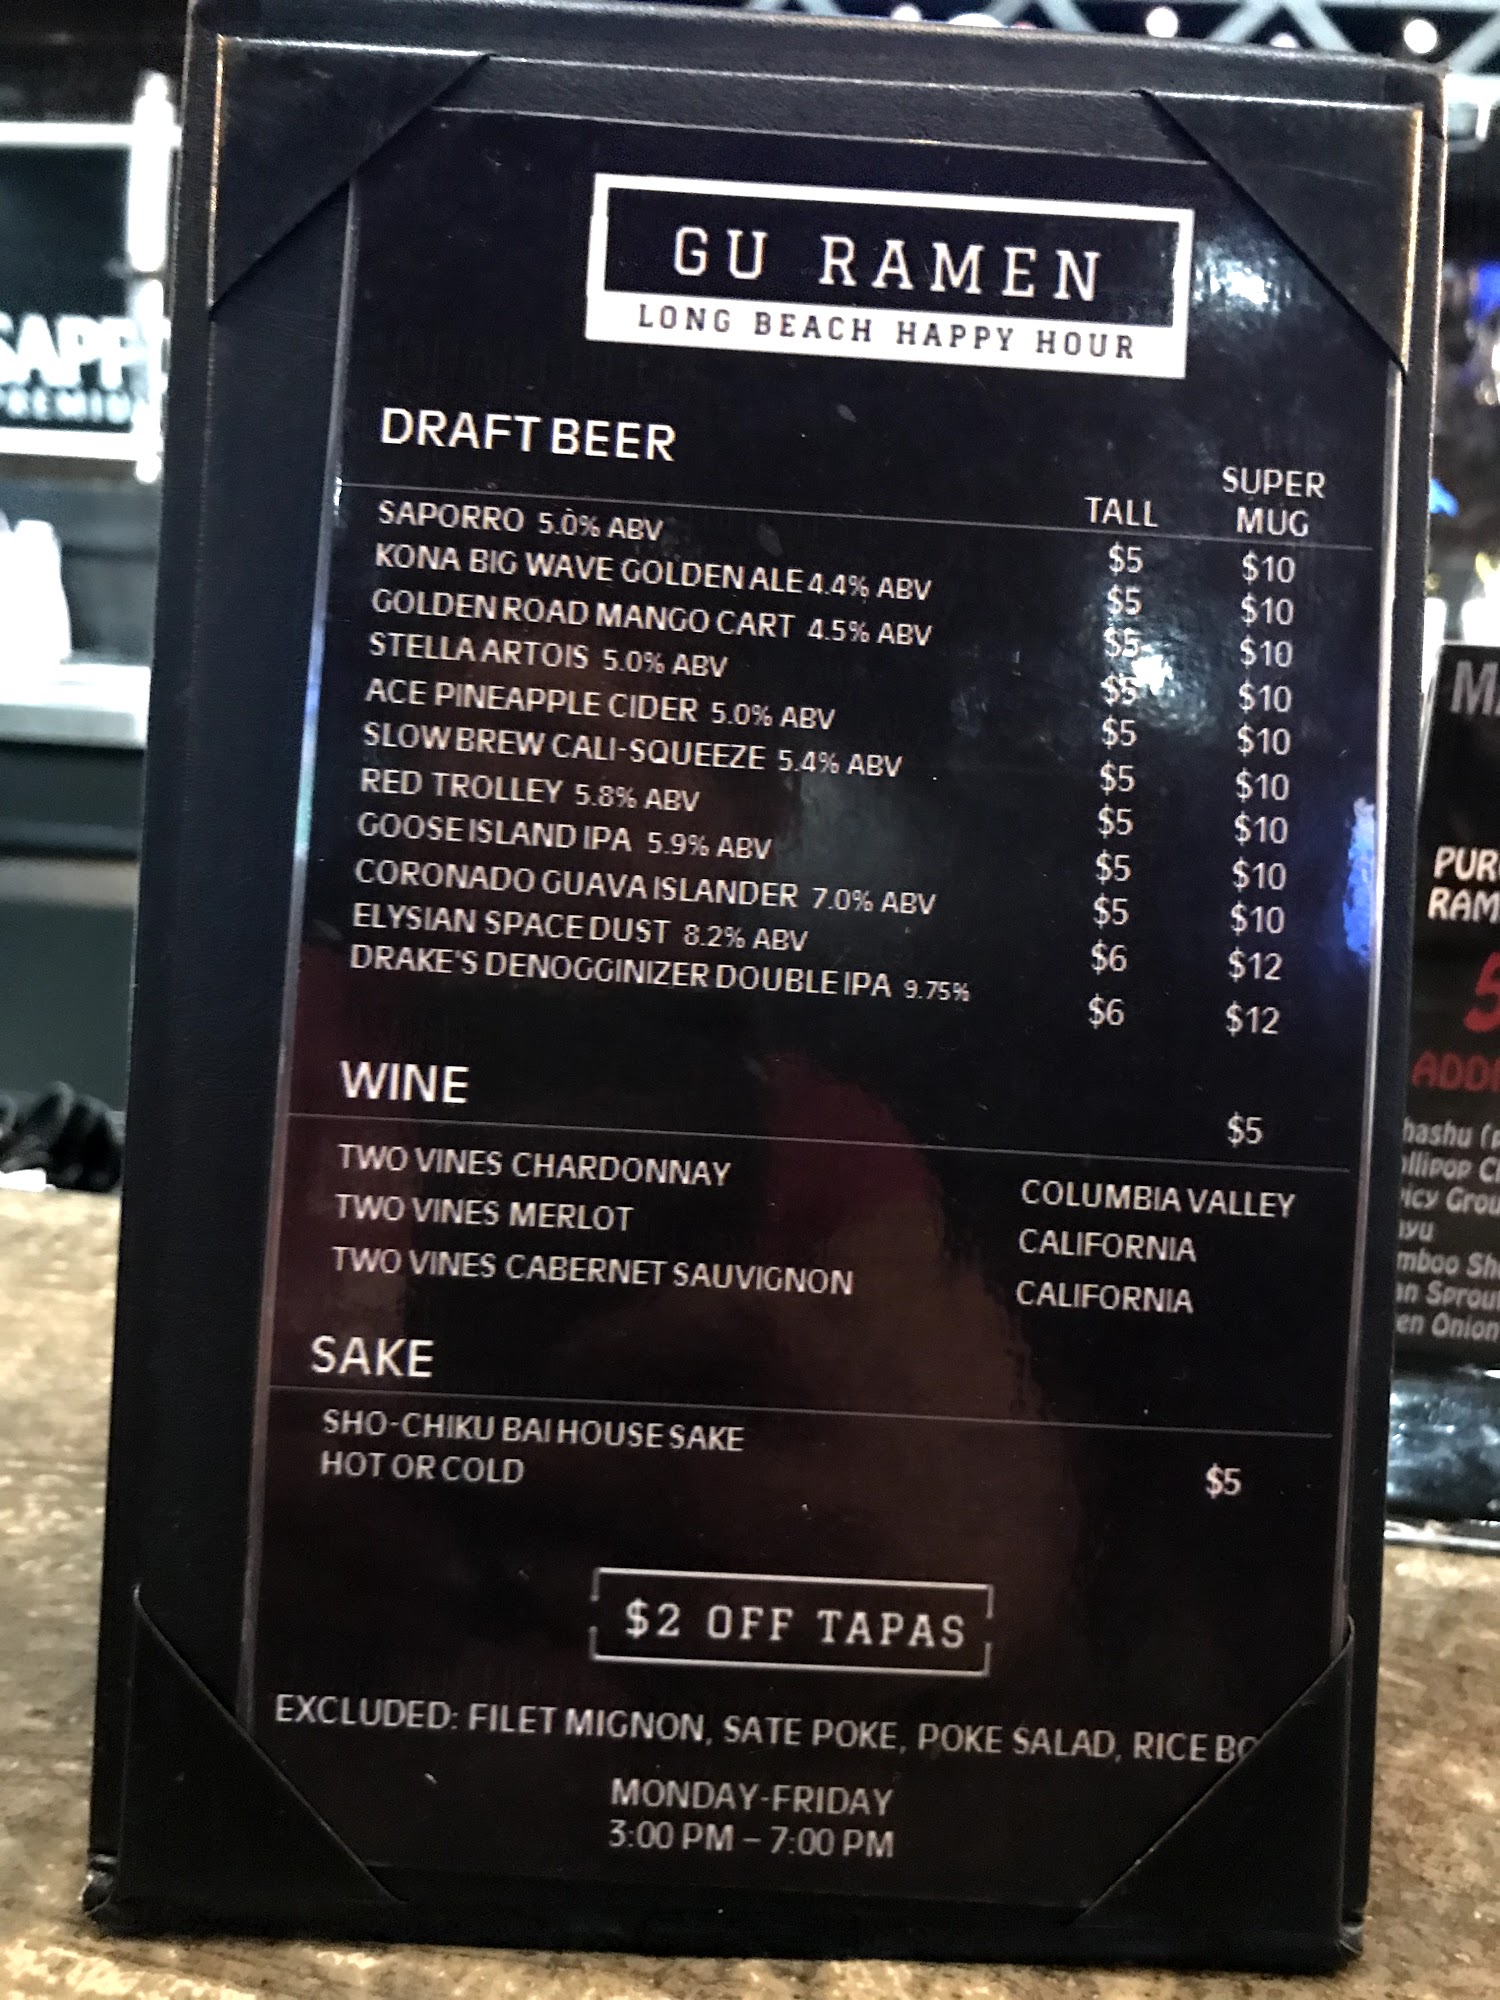 GU RAMEN
LONG BEACH HAPPY HOUR
DRAFT BEER
TALL SUPER MUG
SAPORRO 5.0% ABV $5 $10
KONA BIG WAVE GOLDEN ALE 4.4% ABV $5 $10
GOLDEN ROAD MANGO CART 4.5% ABV $5 $10
STELLA ARTOIS 5.0% ABV $5 $10
ACE PINEAPPLE CIDER 5.0% ABV $5 $10
SLOW BREW CALI-SQUEEZE 5.4% ABV $5 $10
RED TROLLEY 5.8% ABV $5 $10
GOOSE ISLAND IPA 5.9% ABV $5 $10
CORONADO GUAVA ISLANDER 7.0% ABV $5 $10
ELYSIAN SPACE DUST 8.2% ABV $6 $12
DRAKE'S DENOGGINIZER DOUBLE IPA 9.75% $6 $12
WINE $5
TWO VINES CHARDONNAY COLUMBIA VALLEY
TWO VINES MERLOT CALIFORNIA
TWO VINES CABERNET SAUVIGNON CALIFORNIA
SAKE
SHO-CHIKU BAI HOUSE SAKE
HOT OR COLD $5
$2 OFF TAPAS
EXCLUDED: FILET MIGNON, SATE POKE, POKE SALAD, RICE
MONDAY-FRIDAY
3:00 PM – 7:00 PM